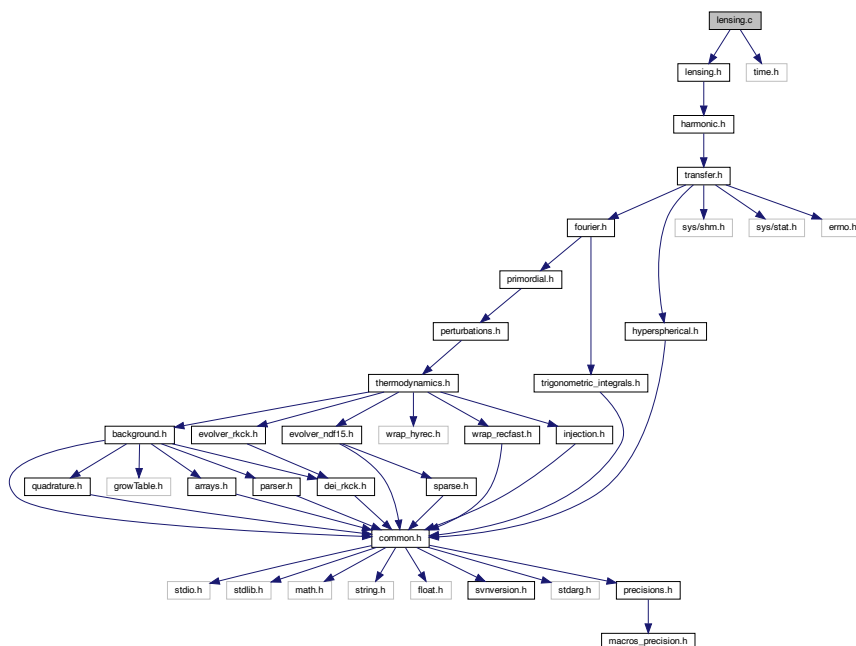 lensing.c
lensing.h
time.h
harmonic.h
transfer.h
fourier.h
sys/shm.h
sys/stat.h
errno.h
primordial.h
perturbations.h
hyperspherical.h
thermodynamics.h
trigonometric_integrals.h
background.h
evolver_rkck.h
evolver_ndf15.h
wrap_hyrec.h
wrap_recfast.h
injection.h
quadrature.h
growTable.h
arrays.h
parser.h
dei_rkck.h
sparse.h
common.h
stdio.h
stdlib.h
math.h
string.h
float.h
svnversion.h
stdarg.h
precisions.h
macros_precision.h